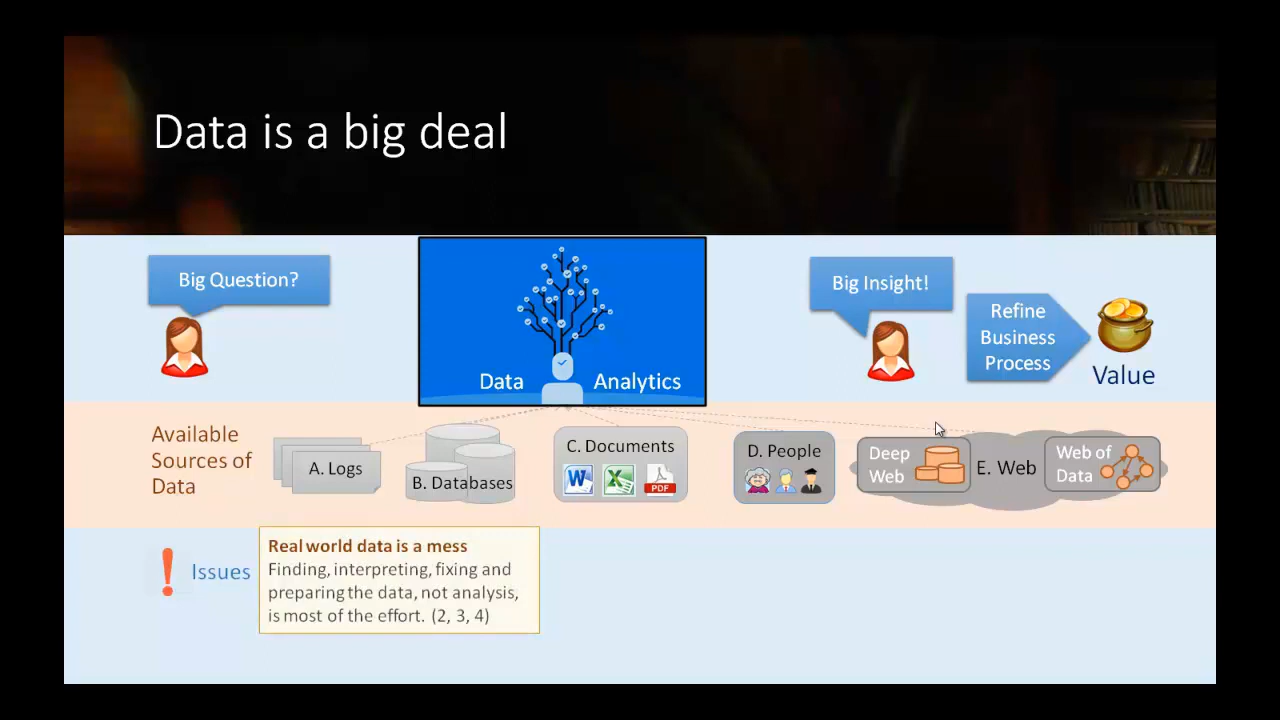 Data is a big deal
Big Question?
Data Analytics
Big Insight!
Refine
Business
Process
Value
Available
Sources of
Data
A. Logs
B. Databases
C. Documents
W
X
PDF
D. People
Deep
Web
E. Web
Web of
Data
! Issues
Real world data is a mess
Finding, interpreting, fixing and
preparing the data, not analysis,
is most of the effort. (2, 3, 4)